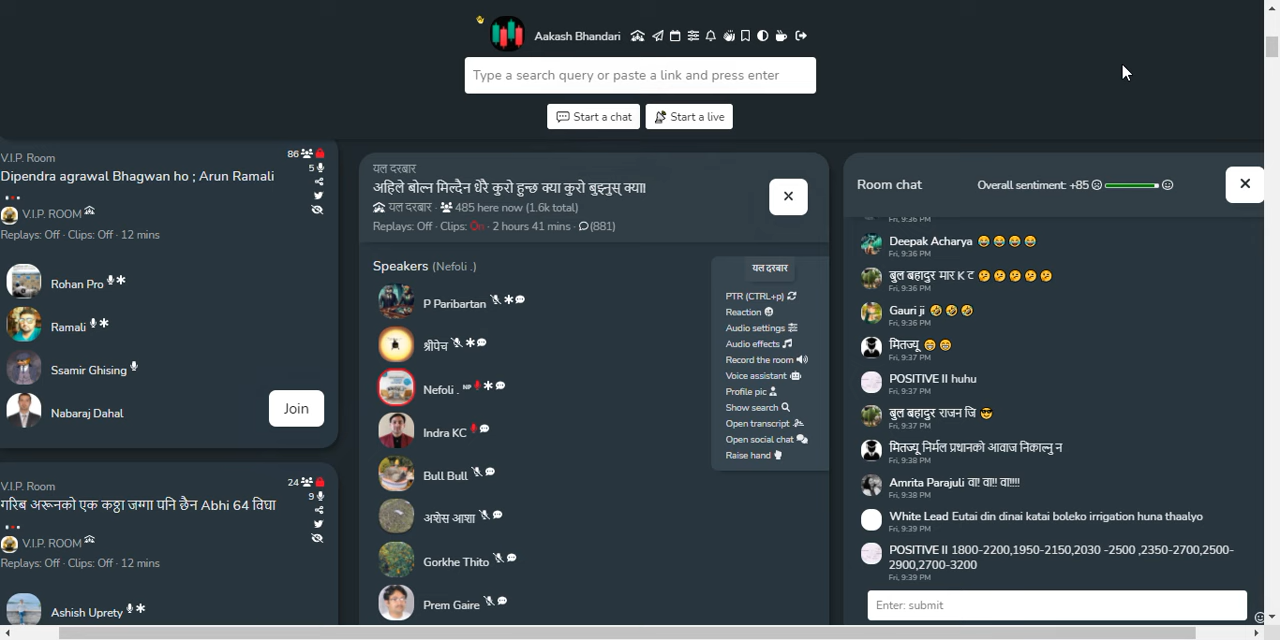 Aakash Bhandari
Type a search query or paste a link and press enter
Start a chat
Start a live
V.I.P. Room
86
5
Dipendra agrawal Bhagwan ho ; Arun Ramali
V.I.P. ROOM
Replays: Off · Clips: Off · 12 mins
Rohan Pro
Ramali
Ssamir Ghising
Nabaraj Dahal
Join
V.I.P. Room
24
9
गरिब अरूनको एक कठ्ठा जग्गा पनि छैन Abhi 64 विघा
V.I.P. ROOM
Replays: Off · Clips: Off · 12 mins
Ashish Uprety
यल दरबार
अहिले बोल्न मिल्दैन धेरै कुरो हुन्छ क्या कुरो बुझ्नुस् क्या॥
यल दरबार · 485 here now (1.6k total)
Replays: Off · Clips: On · 2 hours 41 mins · (881)
Speakers (Nefoli .)
P Paribartan
श्रीपेच
Nefoli . NP
Indra KC
Bull Bull
अशेस आशा
Gorkhe Thito
Prem Gaire
यल दरबार
PTR (CTRL+p)
Reaction
Audio settings
Audio effects
Record the room
Voice assistant
Profile pic
Show search
Open transcript
Open social chat
Raise hand
Room chat
Overall sentiment: +85
Fri, 9:36 PM
Deepak Acharya 😂😂😂😂
Fri, 9:36 PM
बुल बहादुर मार K ट 😕😕😕😕😕
Fri, 9:36 PM
Gauri ji 🤣🤣🤣
Fri, 9:36 PM
मितज्यू 😁😁
Fri, 9:37 PM
POSITIVE II huhu
Fri, 9:37 PM
बुल बहादुर राजन जि 😎
Fri, 9:37 PM
मितज्यू निर्मल प्रधानको आवाज निकाल्नु न
Fri, 9:38 PM
Amrita Parajuli वा! वा!! वा!!!!
Fri, 9:38 PM
White Lead Eutai din dinai katai boleko irrigation huna thaalyo
Fri, 9:39 PM
POSITIVE II 1800-2200,1950-2150,2030 -2500 ,2350-2700,2500-
2900,2700-3200
Fri, 9:39 PM
Enter: submit